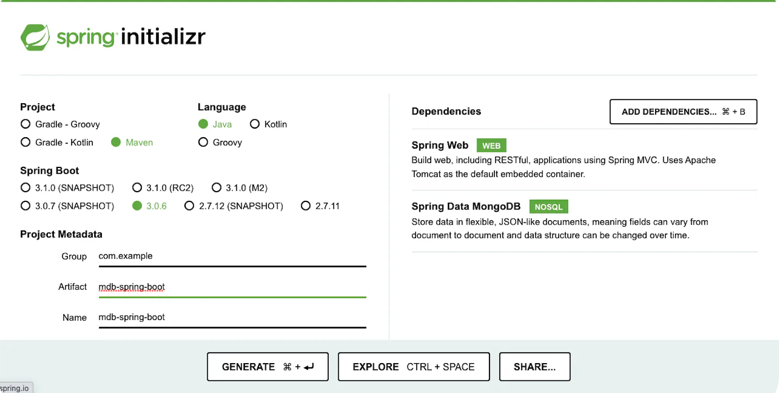 spring initializr
Project
Gradle - Groovy
Gradle - Kotlin Maven
Language
Java Kotlin
Groovy
Spring Boot
3.1.0 (SNAPSHOT) 3.1.0 (RC2) 3.1.0 (M2)
3.0.7 (SNAPSHOT) 3.0.6 2.7.12 (SNAPSHOT) 2.7.11
Project Metadata
Group com.example
Artifact mdb-spring-boot
Name mdb-spring-boot
Dependencies ADD DEPENDENCIES... ⌘ + B
Spring Web WEB
Build web, including RESTful, applications using Spring MVC. Uses Apache
Tomcat as the default embedded container.
Spring Data MongoDB NOSQL
Store data in flexible, JSON-like documents, meaning fields can vary from
document to document and data structure can be changed over time.
GENERATE ⌘ + ↵ EXPLORE CTRL + SPACE SHARE...
spring.io